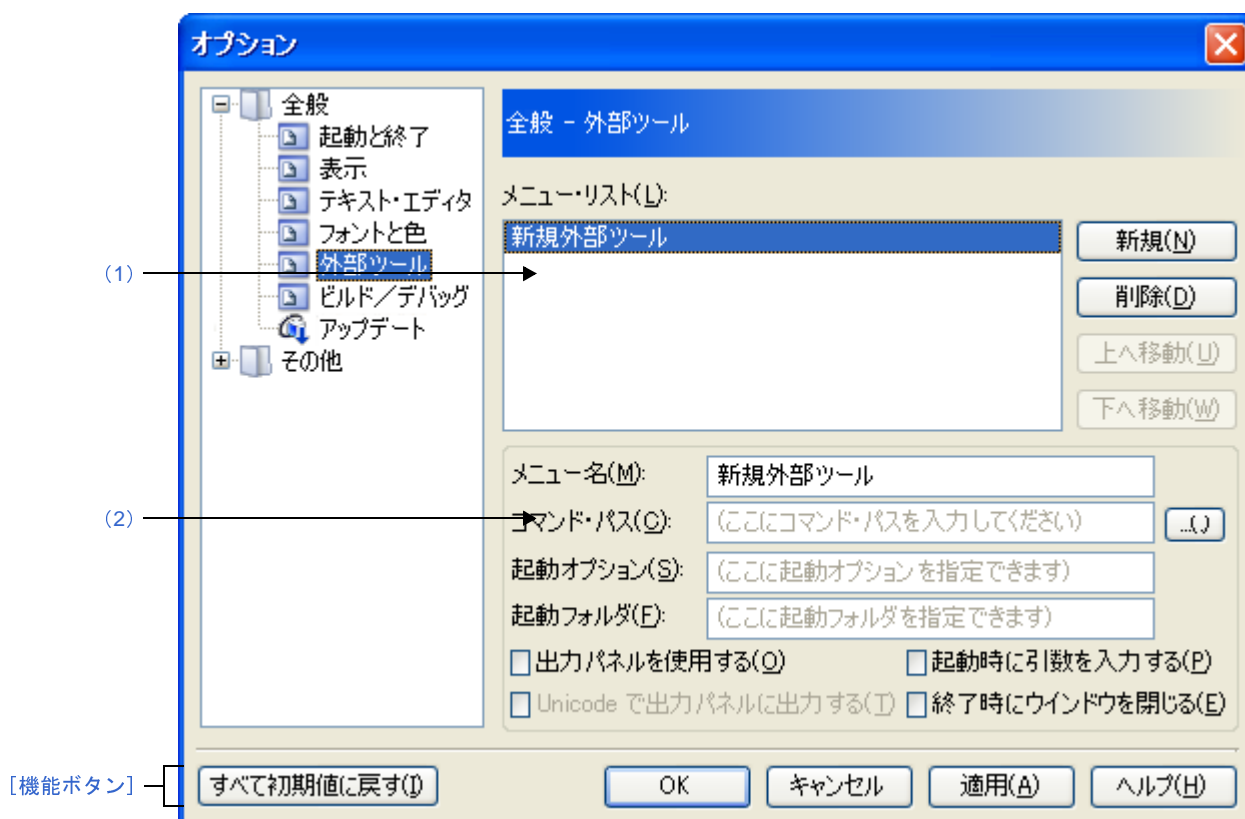 オプション
全般
起動と終了
表示
テキスト・エディタ
フォントと色
外部ツール
ビルド／デバッグ
アップデート
その他
全般 - 外部ツール
メニュー・リスト(L):
新規外部ツール
新規(N)
削除(D)
上へ移動(U)
下へ移動(W)
(1)
(2)
メニュー名(M):
新規外部ツール
コマンド・パス(C):
(ここにコマンド・パスを入力してください)
...(.)
起動オプション(S):
(ここに起動オプションを指定できます)
起動フォルダ(F):
(ここに起動フォルダを指定できます)
出力パネルを使用する(O)
起動時に引数を入力する(P)
Unicode で出力パネルに出力する(T)
終了時にウインドウを閉じる(E)
[機能ボタン]
すべて初期値に戻す(I)
OK
キャンセル
適用(A)
ヘルプ(H)